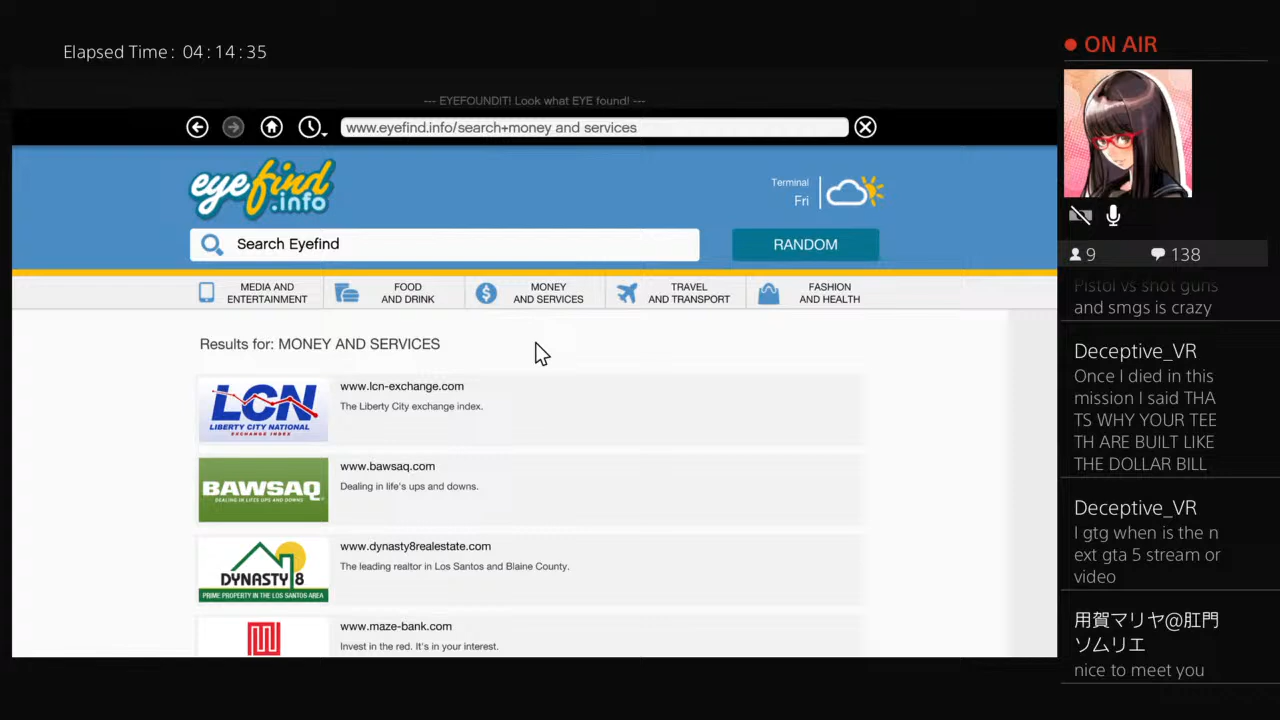 Elapsed Time: 04:14:35
ON AIR
--- EYEFOUNDIT! Look what EYE found! ---
www.eyefind.info/search+money and services
eyefind
.info
Terminal
Fri
Search Eyefind
RANDOM
MEDIA AND
ENTERTAINMENT
FOOD
AND DRINK
MONEY
AND SERVICES
TRAVEL
AND TRANSPORT
FASHION
AND HEALTH
Results for: MONEY AND SERVICES
LCN
LIBERTY CITY NATIONAL
EXCHANGE INDEX
www.lcn-exchange.com
The Liberty City exchange index.
BAWSAQ
DEALING IN LIFE'S UPS AND DOWNS
www.bawsaq.com
Dealing in life's ups and downs.
DYNASTY 8
PRIME PROPERTY IN THE LOS SANTOS AREA
www.dynasty8realestate.com
The leading realtor in Los Santos and Blaine County.
www.maze-bank.com
Invest in the red. It's in your interest.
9
138
Pistol vs shot guns
and smgs is crazy
Deceptive_VR
Once I died in this
mission I said THA
TS WHY YOUR TEE
TH ARE BUILT LIKE
THE DOLLAR BILL
Deceptive_VR
I gtg when is the n
ext gta 5 stream or
video
用賀マリヤ@肛門
ソムリエ
nice to meet you